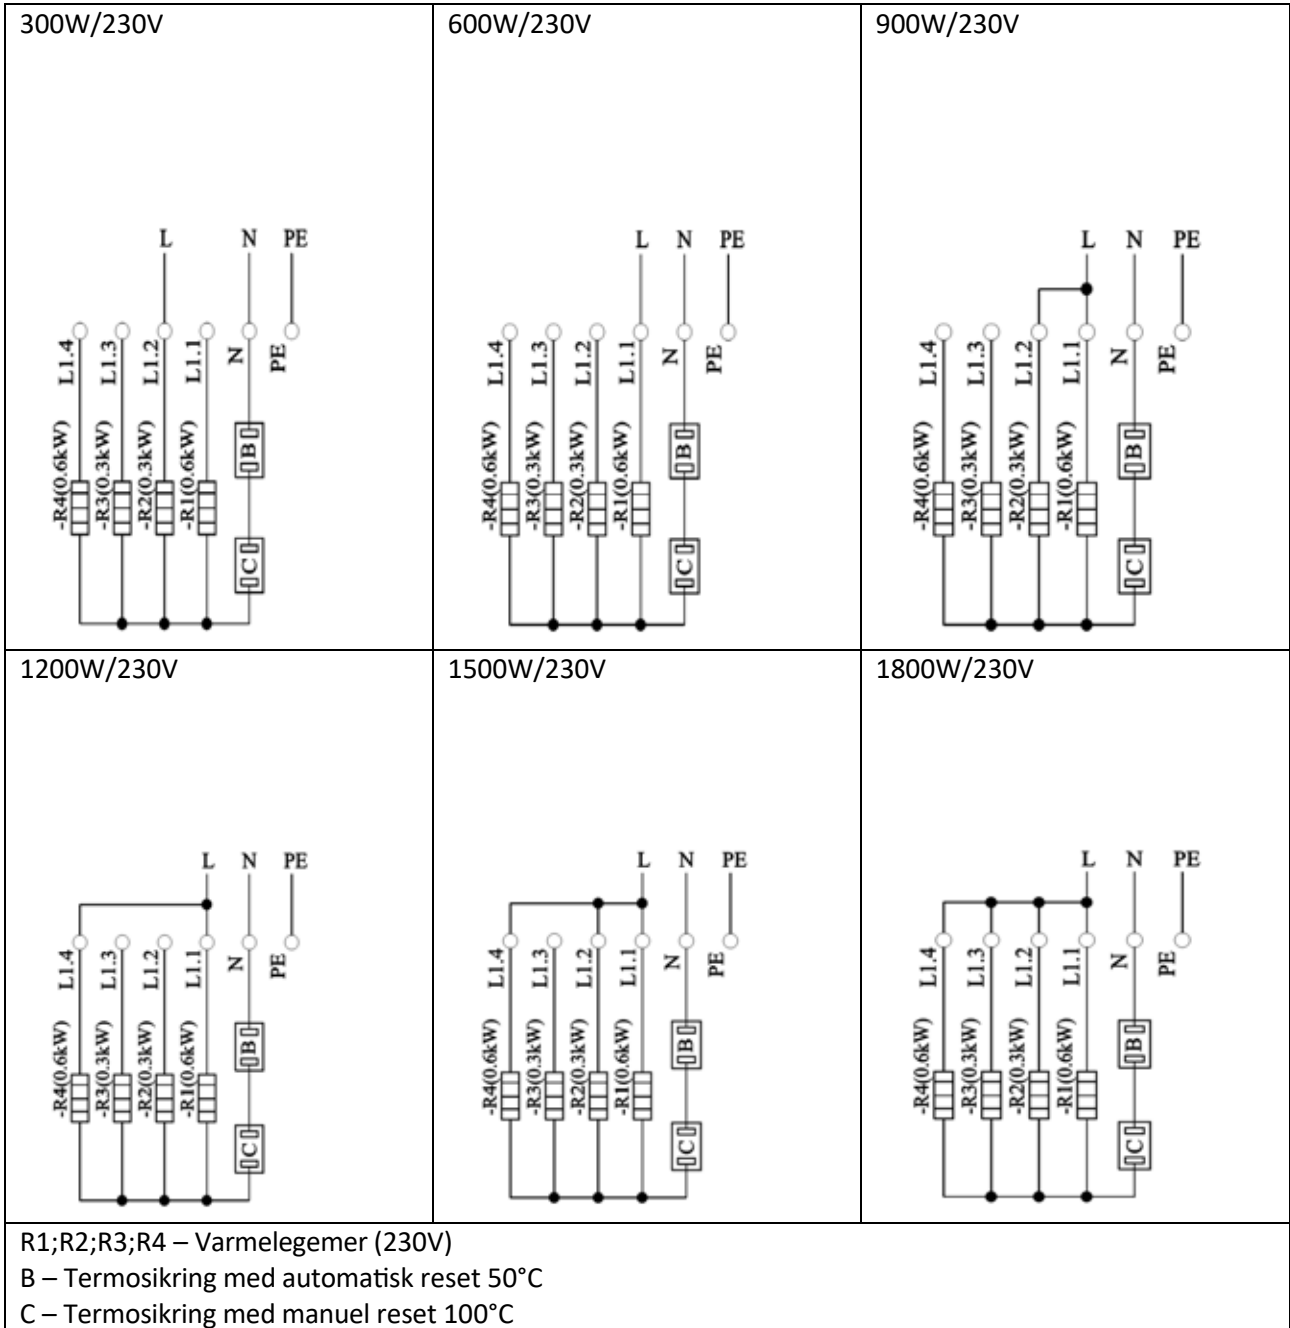 300W/230V
L N PE
L1.4 L1.3 L1.2 L1.1 N PE
-R4(0.6kW) -R3(0.3kW) -R2(0.3kW) -R1(0.6kW) B
C
600W/230V
L N PE
L1.4 L1.3 L1.2 L1.1 N PE
-R4(0.6kW) -R3(0.3kW) -R2(0.3kW) -R1(0.6kW) B
C
900W/230V
L N PE
L1.4 L1.3 L1.2 L1.1 N PE
-R4(0.6kW) -R3(0.3kW) -R2(0.3kW) -R1(0.6kW) B
C
1200W/230V
L N PE
L1.4 L1.3 L1.2 L1.1 N PE
-R4(0.6kW) -R3(0.3kW) -R2(0.3kW) -R1(0.6kW) B
C
1500W/230V
L N PE
L1.4 L1.3 L1.2 L1.1 N PE
-R4(0.6kW) -R3(0.3kW) -R2(0.3kW) -R1(0.6kW) B
C
1800W/230V
L N PE
L1.4 L1.3 L1.2 L1.1 N PE
-R4(0.6kW) -R3(0.3kW) -R2(0.3kW) -R1(0.6kW) B
C
R1;R2;R3;R4 – Varmelegemer (230V)
B – Termosikring med automatisk reset 50°C
C – Termosikring med manuel reset 100°C